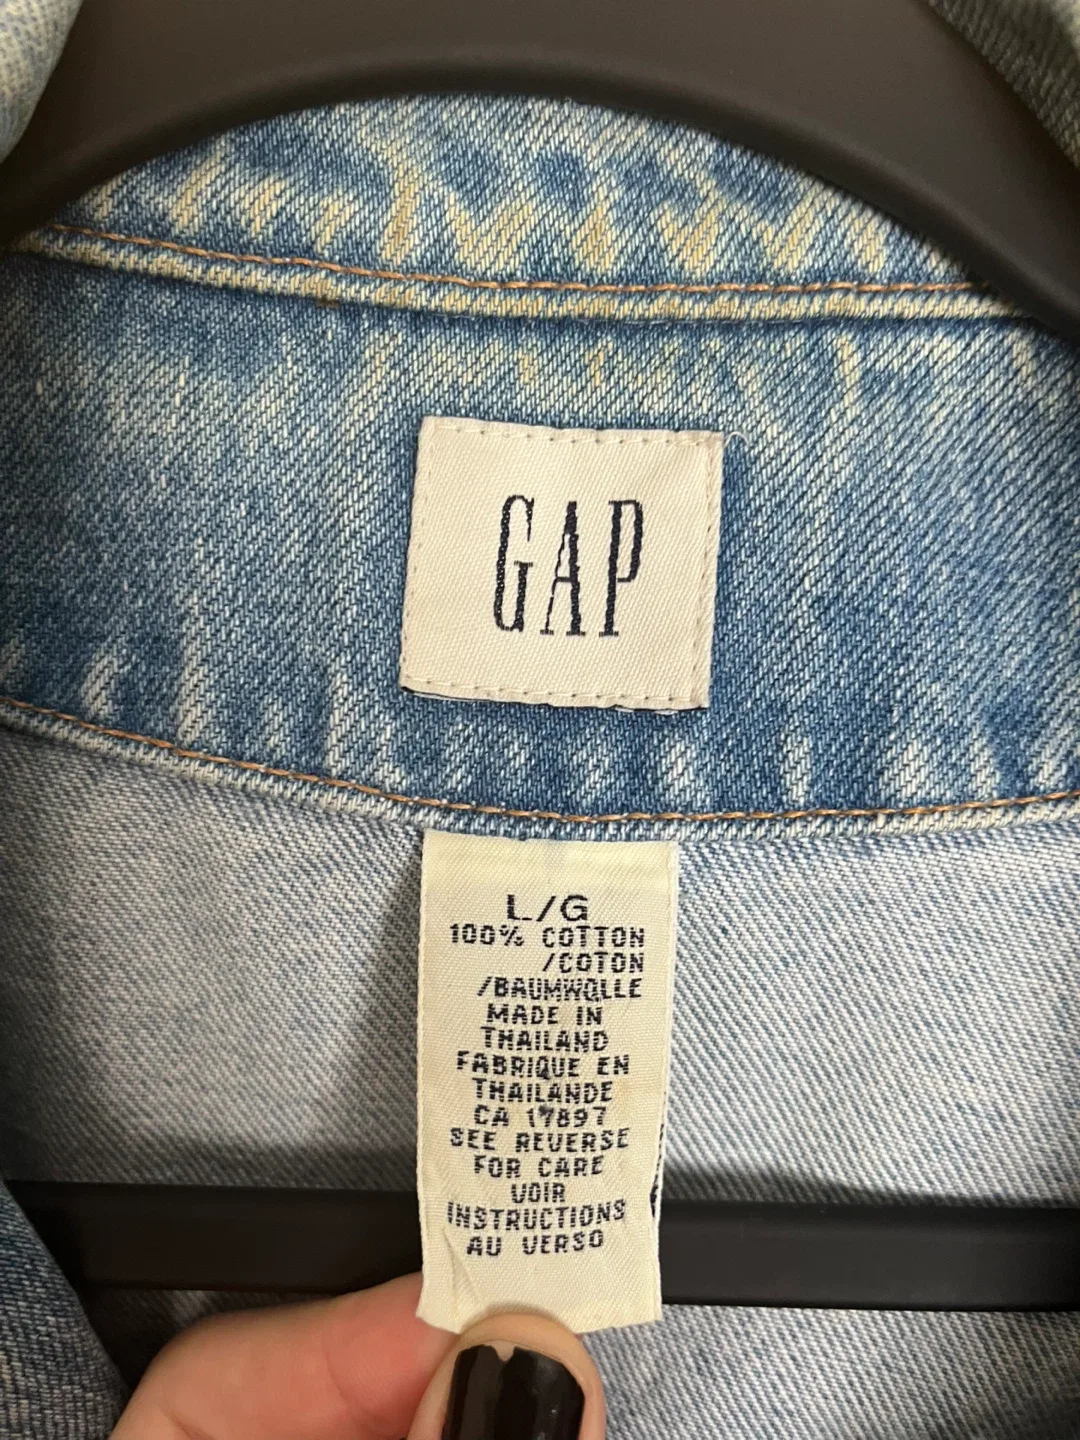 GAP
L/G
100% COTTON
/COTON
/BAUMWOLLE
MADE IN
THAILAND
FABRIQUE EN
THAILANDE
CA 17897
SEE REVERSE
FOR CARE
VOIR
INSTRUCTIONS
AU VERSO